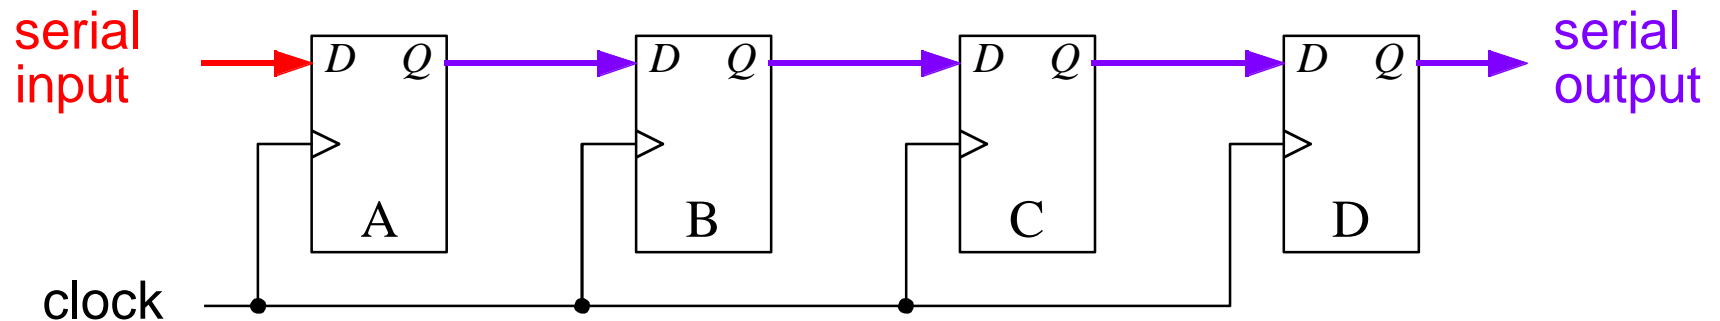 serial
input
D Q
D Q
D Q
D Q
serial
output
A
B
C
D
clock